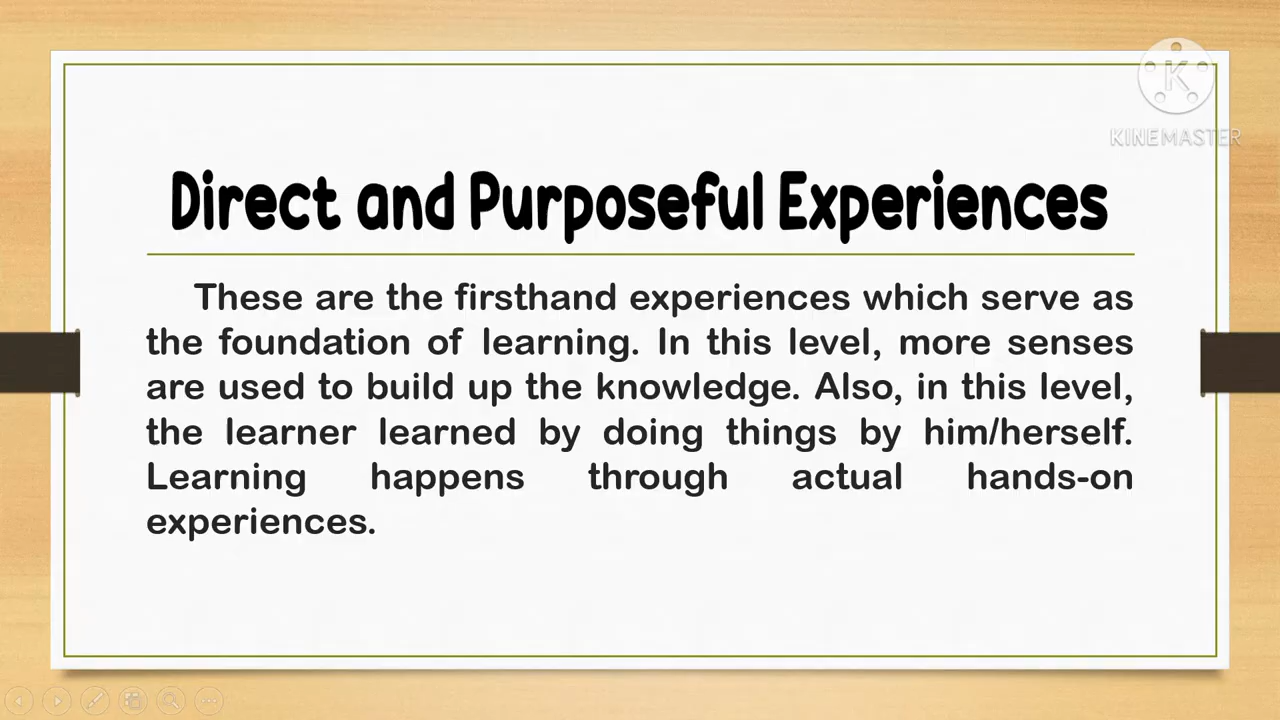 KINEMASTER
Direct and Purposeful Experiences
These are the firsthand experiences which serve as
the foundation of learning. In this level, more senses
are used to build up the knowledge. Also, in this level,
the learner learned by doing things by him/herself.
Learning happens through actual hands-on
experiences.